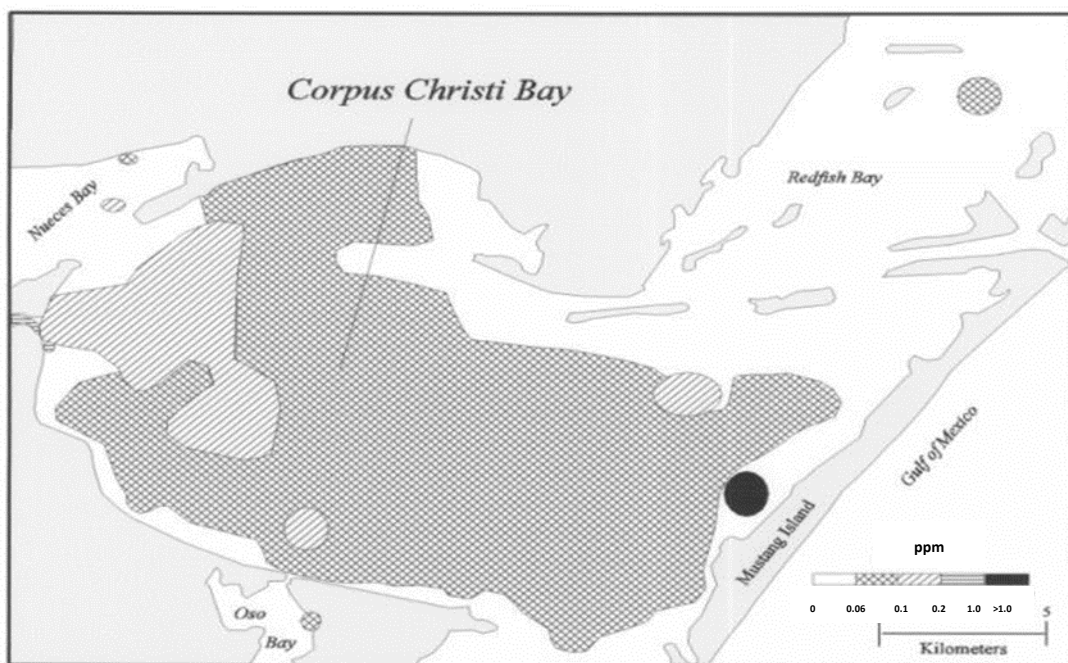 Corpus Christi Bay
Nueces Bay
Redfish Bay
Gulf of Mexico
Mustang Island
Oso
Bay
ppm
0 0.06 0.1 0.2 1.0 >1.0
5
Kilometers